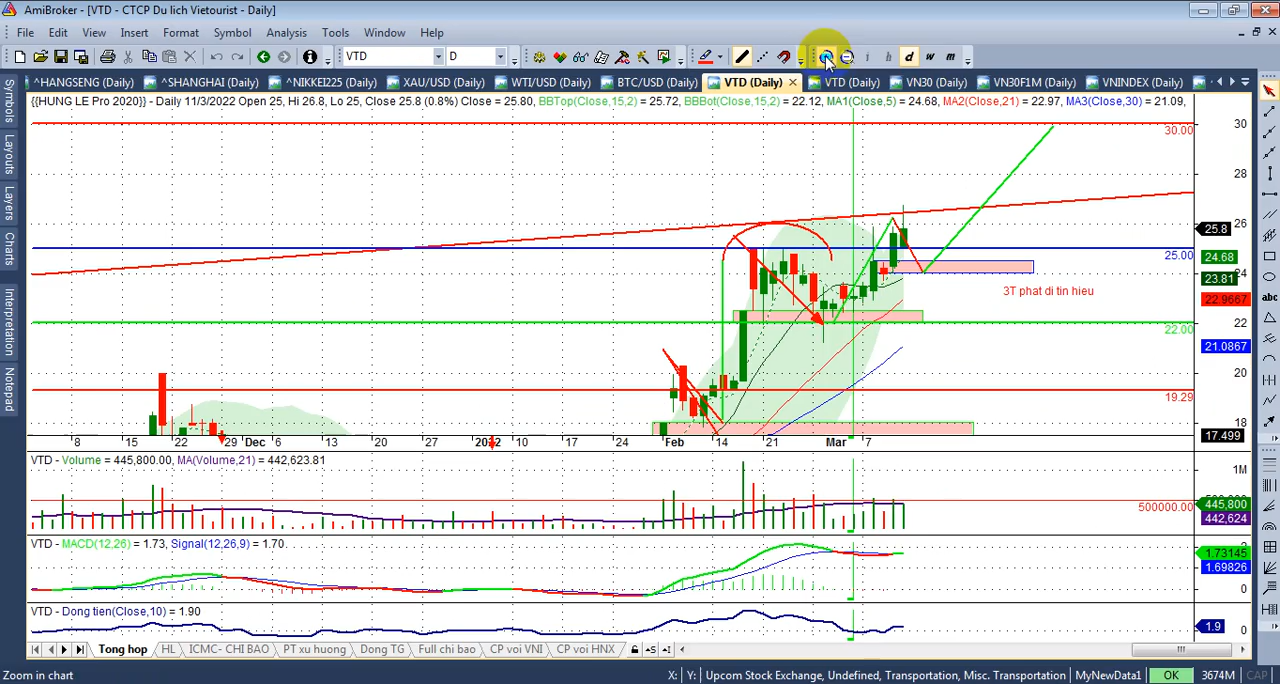 AmiBroker - [VTD - CTCP Du lich Vietourist - Daily]
File Edit View Insert Format Symbol Analysis Tools Window Help
VTD D i h d w m
^HANGSENG (Daily) ^SHANGHAI (Daily) ^NIKKEI225 (Daily) XAU/USD (Daily) WTI/USD (Daily) BTC/USD (Daily) VTD (Daily) VTD (Daily) VN30 (Daily) VN30F1M (Daily) VNINDEX (Daily)
{{HUNG LE Pro 2020}} - Daily 11/3/2022 Open 25, Hi 26.8, Lo 25, Close 25.8 (0.8%) Close = 25.80, BBTop(Close,15,2) = 25.72, BBBot(Close,15,2) = 22.12, MA1(Close,5) = 24.68, MA2(Close,21) = 22.97, MA3(Close,30) = 21.09,
Symbols
Layouts
Layers
Charts
Interpretation
Notepad
abc
30
30.00
28
26
25.8
25.00
24.68
24
23.81
3T phat di tin hieu
22.9667
22
22.00
21.0867
20
19.29
18
17.499
8 15 22 29 Dec 6 13 20 27 2022 10 17 24 Feb 14 21 Mar 7
VTD - Volume = 445,800.00, MA(Volume,21) = 442,623.81
1M
500000.00
445,800
442,624
VTD - MACD(12,26) = 1.73, Signal(12,26,9) = 1.70
1.73145
1.69826
0
VTD - Dong tien(Close,10) = 1.90
1.9
0
Tong hop HL ICMC- CHI BAO PT xu huong Dong TG Full chi bao CP voi VNI CP voi HNX
Zoom in chart X: Y: Upcom Stock Exchange, Undefined, Transportation, Misc. Transportation MyNewData1 OK 3674M CAP